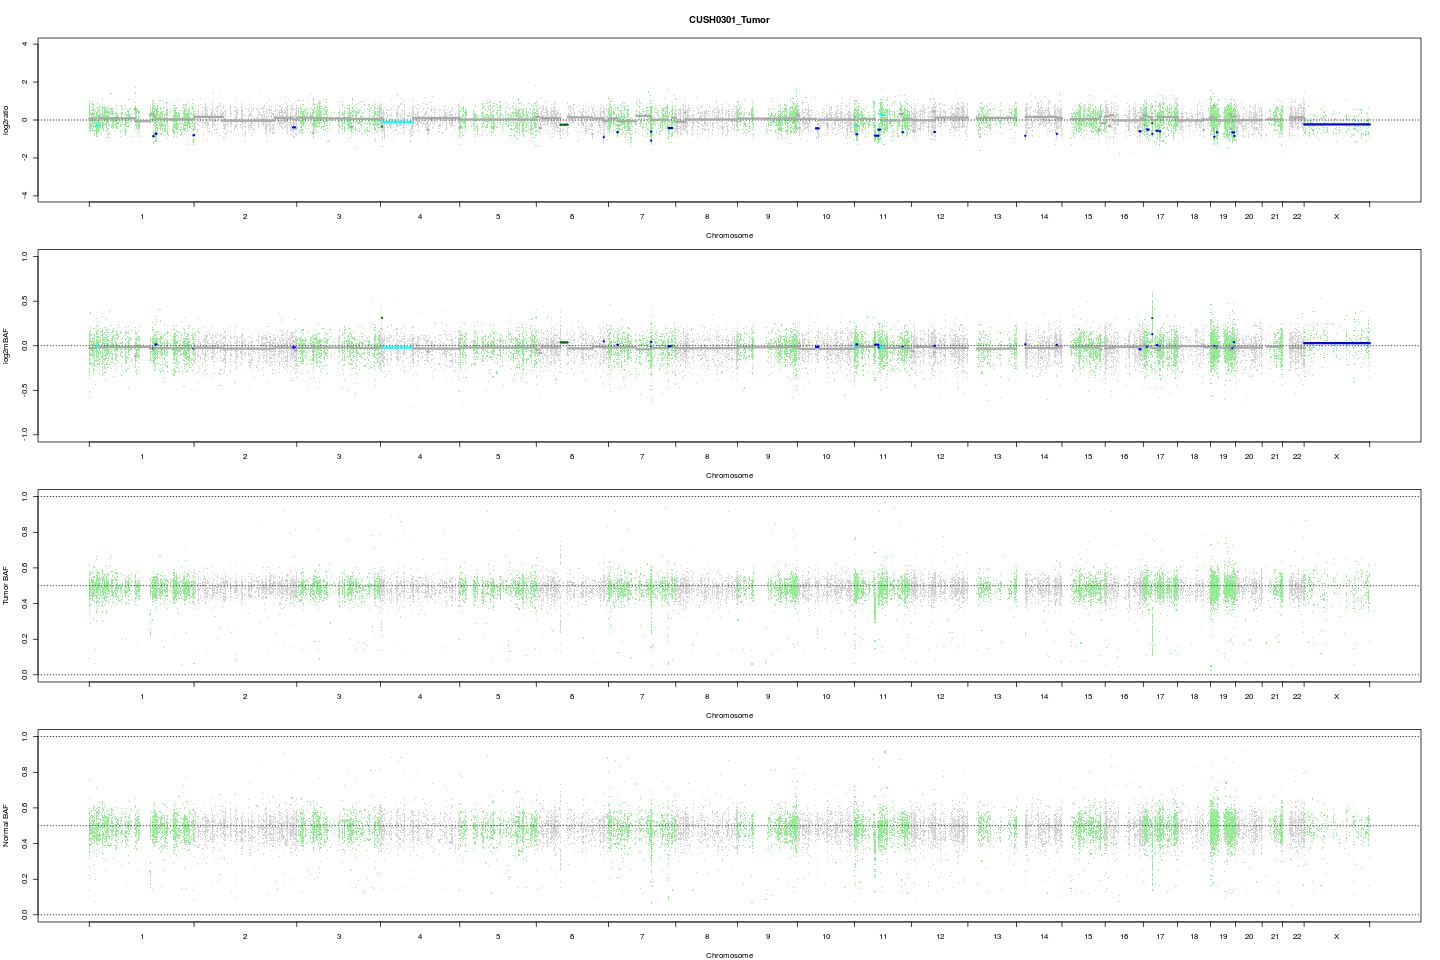 CUSH0301_Tumor
log2ratio
4
2
0
-2
-4
1 2 3 4 5 6 7 8 9 10 11 12 13 14 15 16 17 18 19 20 21 22 X
Chromosome
log2mBAF
1.0
0.5
0.0
-0.5
-1.0
1 2 3 4 5 6 7 8 9 10 11 12 13 14 15 16 17 18 19 20 21 22 X
Chromosome
Tumor BAF
1.0
0.8
0.6
0.4
0.2
0.0
1 2 3 4 5 6 7 8 9 10 11 12 13 14 15 16 17 18 19 20 21 22 X
Chromosome
Normal BAF
1.0
0.8
0.6
0.4
0.2
0.0
1 2 3 4 5 6 7 8 9 10 11 12 13 14 15 16 17 18 19 20 21 22 X
Chromosome